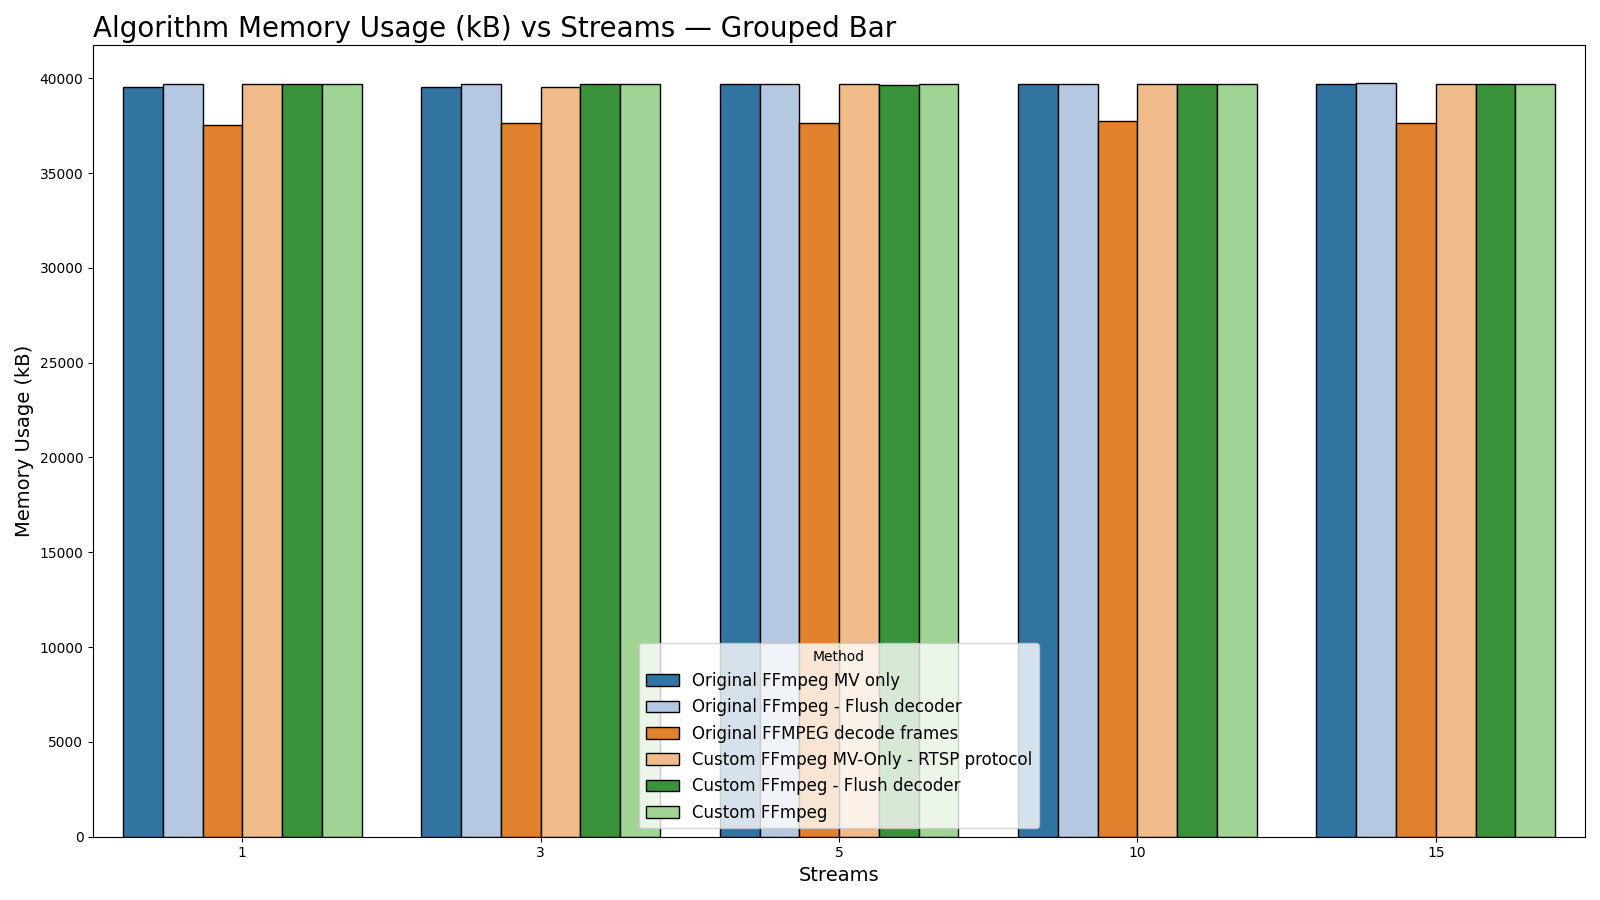 Algorithm Memory Usage (kB) vs Streams — Grouped Bar
Memory Usage (kB)
40000
35000
30000
25000
20000
15000
10000
5000
0
Method
Original FFmpeg MV only
Original FFmpeg - Flush decoder
Original FFMPEG decode frames
Custom FFmpeg MV-Only - RTSP protocol
Custom FFmpeg - Flush decoder
Custom FFmpeg
1 3 5 10 15
Streams